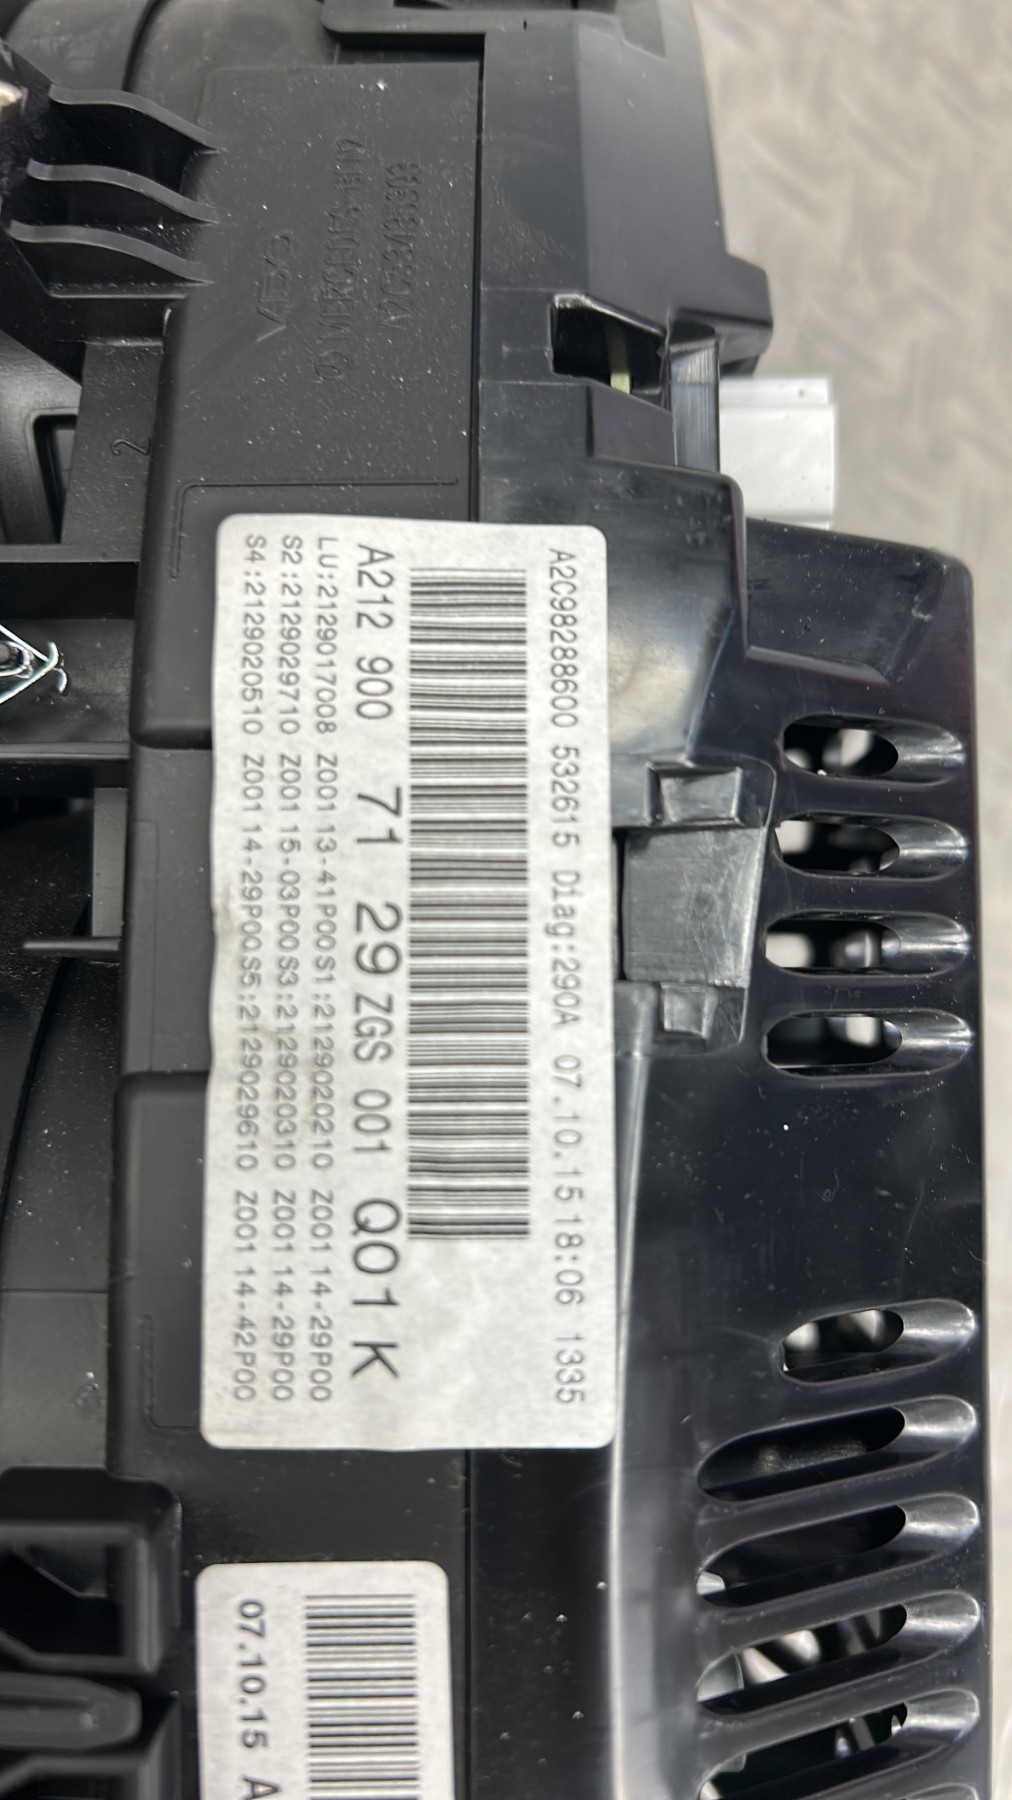 A2C98288600 532615 Diag:290A 07.10.15 18:06 1335
A212 900 71 29 ZGS 001 Q01 K
LU:2129017008 Z001 13-41P00 S1:2129020210 Z001 14-29P00
S2:2129029710 Z001 15-03P00 S3:2129020310 Z001 14-29P00
S4:2129020510 Z001 14-29P00 S5:2129029610 Z001 14-42P00
07.10.15 A
2